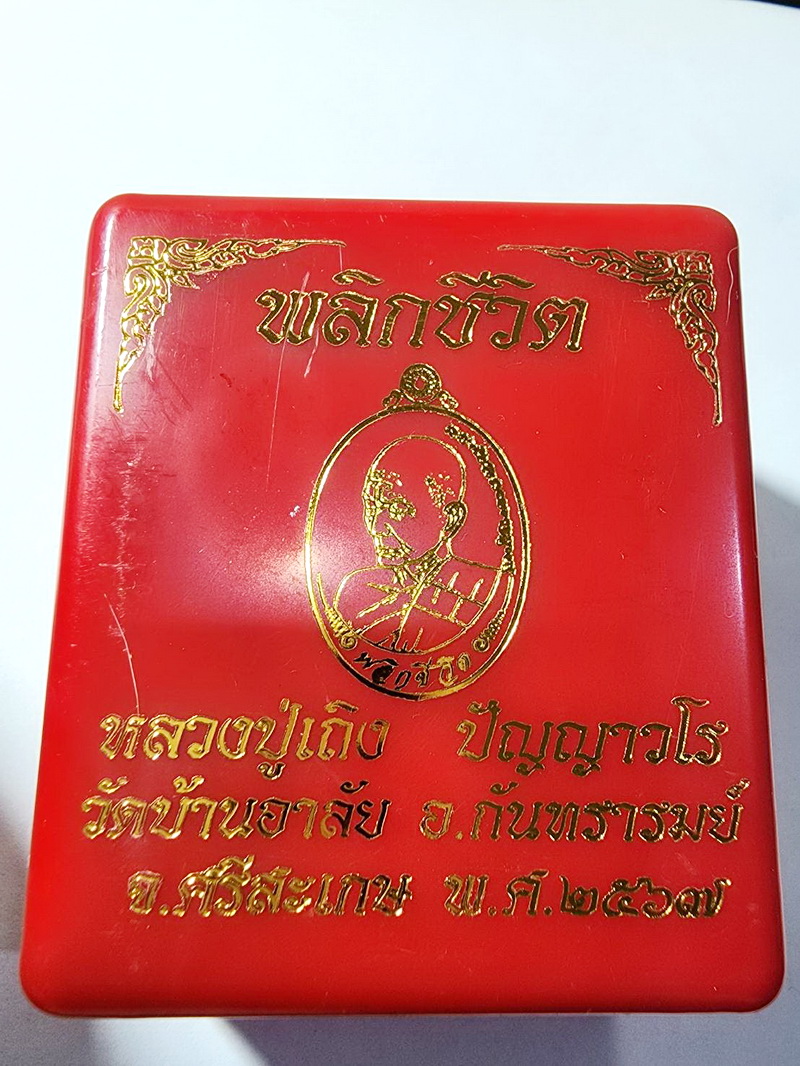 พลิกชีวิต
พลิกชีวิต
หลวงปู่เถิง ปัญญาวโร
วัดบ้านอาลัย อ.กันทรารมย์
จ.ศรีสะเกษ พ.ศ.๒๕๖๗